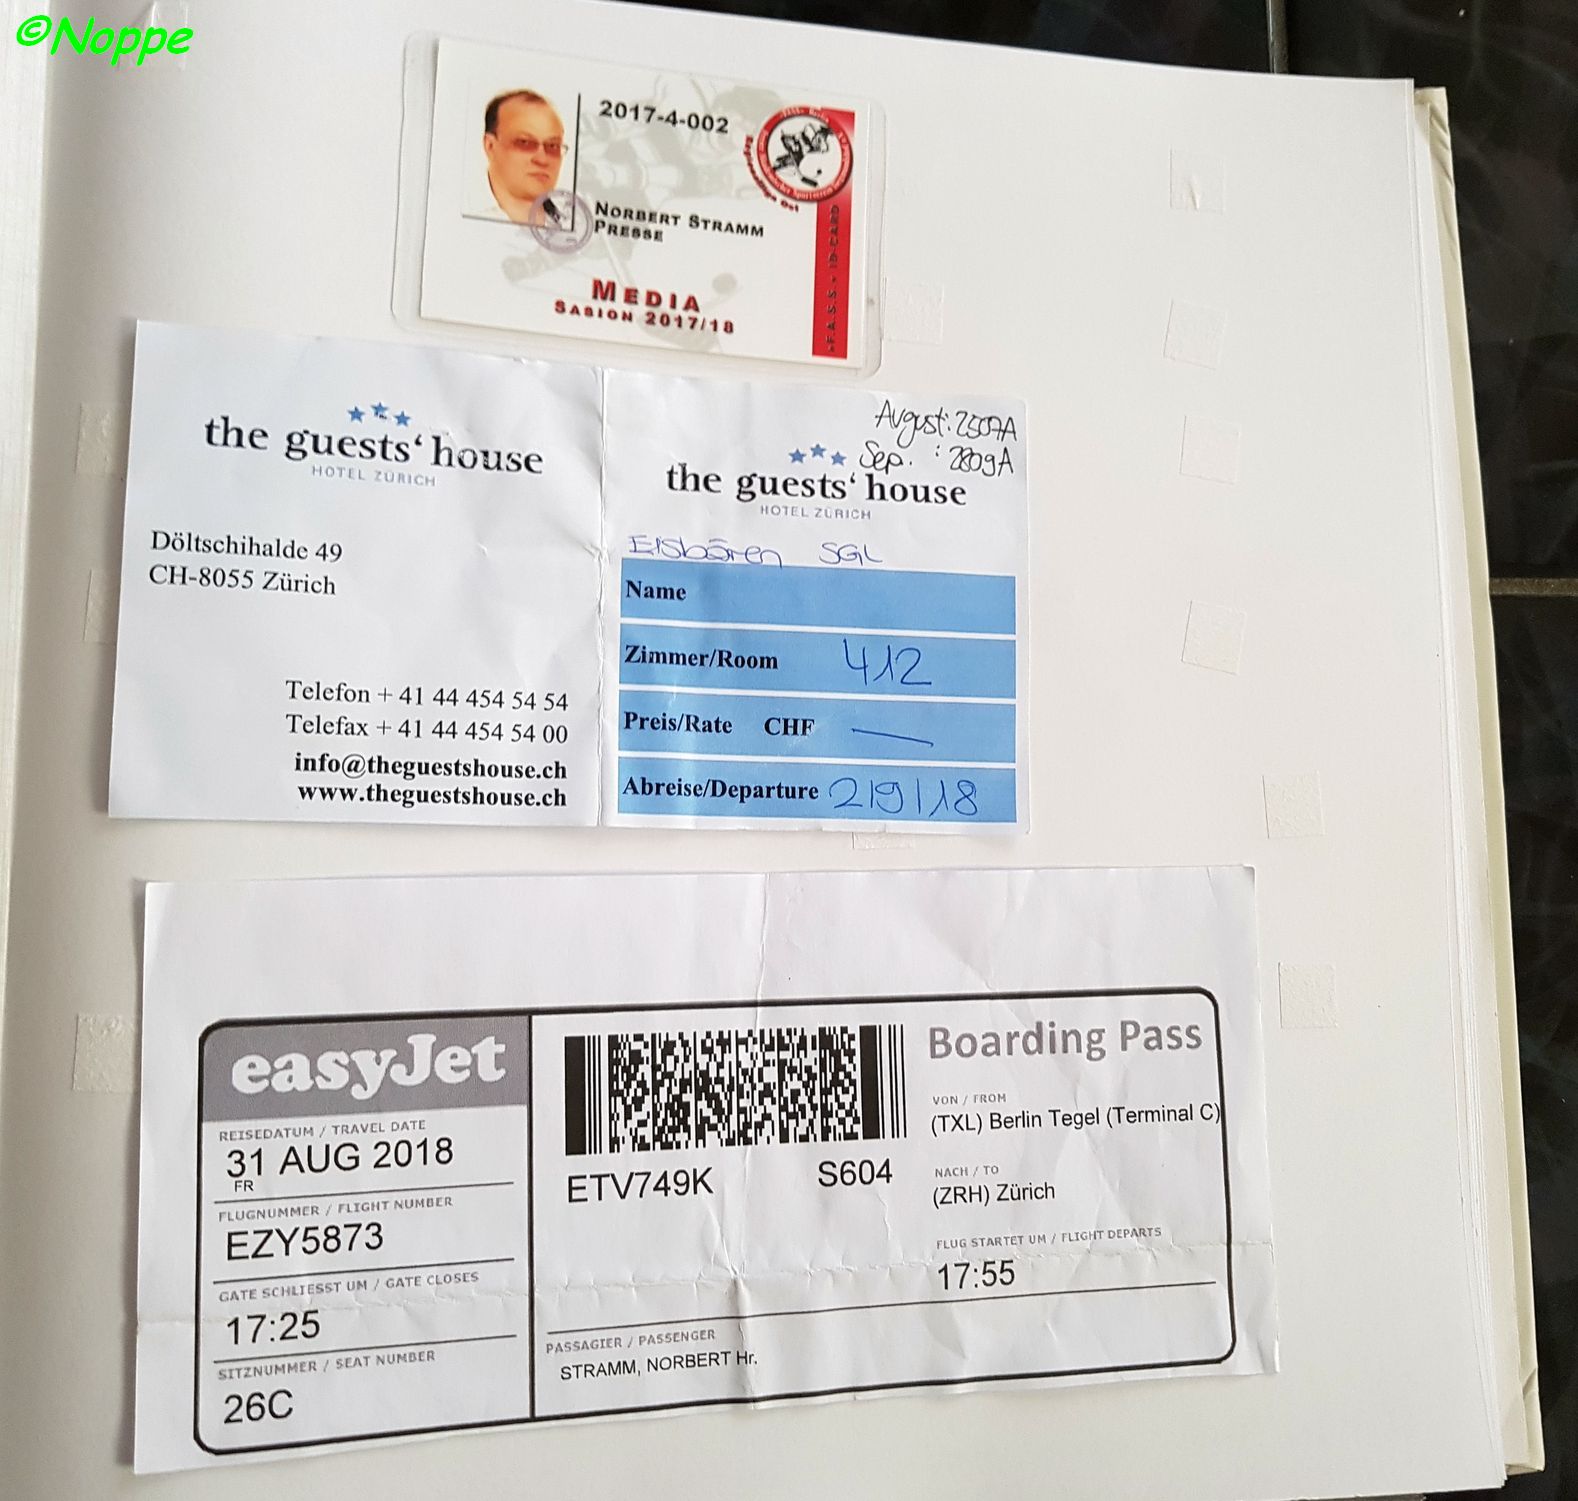 ©Noppe
2017-4-002
NORBERT STRAMM
PRESSE
MEDIA
SASION 2017/18
F.A.S.S. ID-CARD
the guests' house
HOTEL ZÜRICH
Döltschihalde 49
CH-8055 Zürich
Telefon + 41 44 454 54 54
Telefax + 41 44 454 54 00
info@theguestshouse.ch
www.theguestshouse.ch
August: 2507A
Sep. : 2809A
the guests' house
HOTEL ZÜRICH
Eisbären SGL
Name
Zimmer/Room 412
Preis/Rate CHF —
Abreise/Departure 2/9/18
easyJet
REISEDATUM / TRAVEL DATE
31 AUG 2018
FR
FLUGNUMMER / FLIGHT NUMBER
EZY5873
GATE SCHLIESST UM / GATE CLOSES
17:25
SITZNUMMER / SEAT NUMBER
26C
ETV749K S604
PASSAGIER / PASSENGER
STRAMM, NORBERT Hr.
Boarding Pass
VON / FROM
(TXL) Berlin Tegel (Terminal C)
NACH / TO
(ZRH) Zürich
FLUG STARTET UM / FLIGHT DEPARTS
17:55